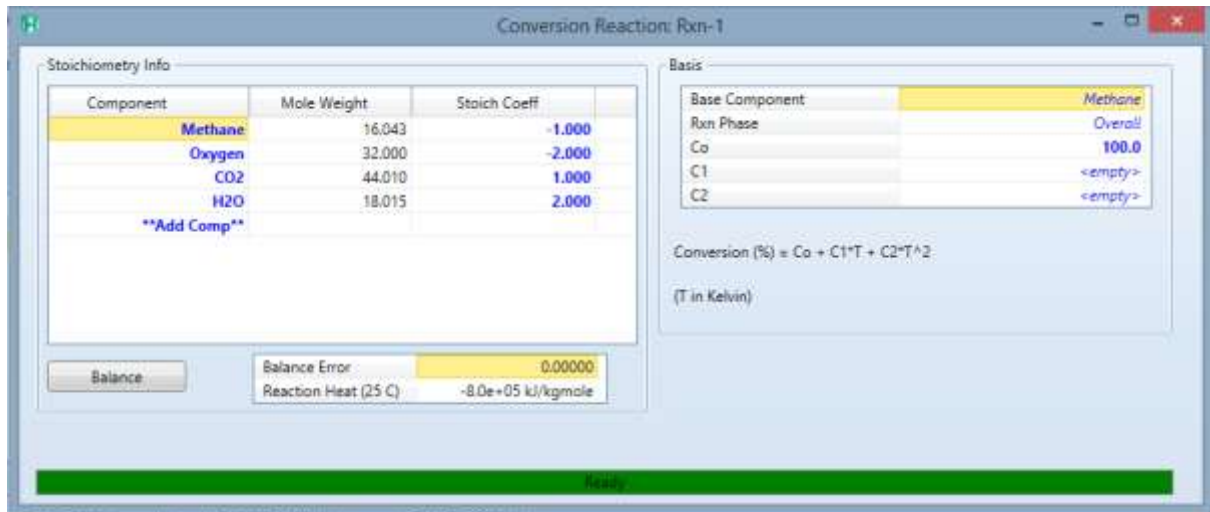 Conversion Reaction: Rxn-1
Stoichiometry Info
Component Mole Weight Stoich Coeff
Methane 16.043 -1.000
Oxygen 32.000 -2.000
CO2 44.010 1.000
H2O 18.015 2.000
**Add Comp**
Balance
Balance Error 0.00000
Reaction Heat (25 C) -8.0e+05 kJ/kgmole
Basis
Base Component Methane
Rxn Phase Overall
Co 100.0
C1 <empty>
C2 <empty>
Conversion (%) = Co + C1*T + C2*T^2
(T in Kelvin)
Ready